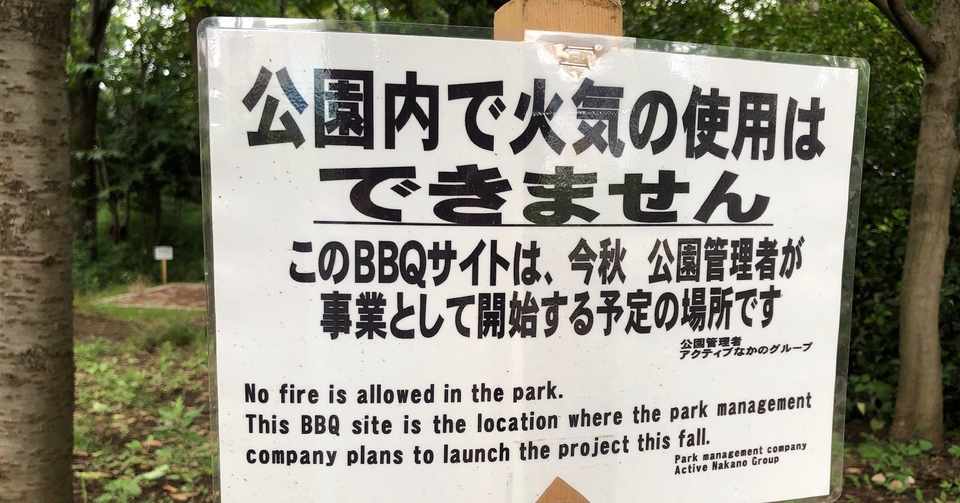 公園内で火気の使用は
できません
このBBQサイトは、今秋 公園管理者が
事業として開始する予定の場所です
公園管理者
アクティブなかのグループ
No fire is allowed in the park.
This BBQ site is the location where the park management
company plans to launch the project this fall.
Park management company
Active Nakano Group